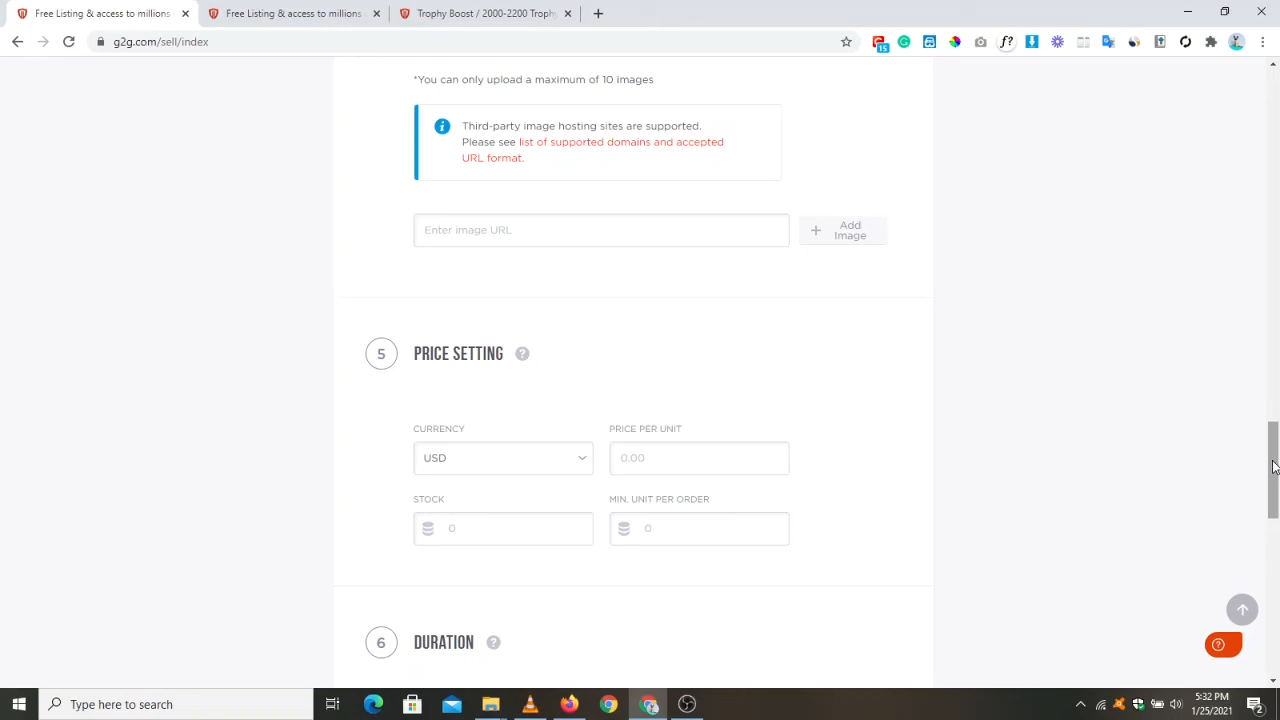 Free Listing & access to millions
Free Listing & access to millions
Trophy Boost / 2000-2200 Trophy
g2g.com/sell/index
15
f?
*You can only upload a maximum of 10 images
Third-party image hosting sites are supported.
Please see list of supported domains and accepted
URL format.
Enter image URL
Add
Image
5 PRICE SETTING ?
CURRENCY PRICE PER UNIT
USD 0.00
STOCK MIN. UNIT PER ORDER
0 0
6 DURATION ?
Type here to search
5:32 PM
1/25/2021
2